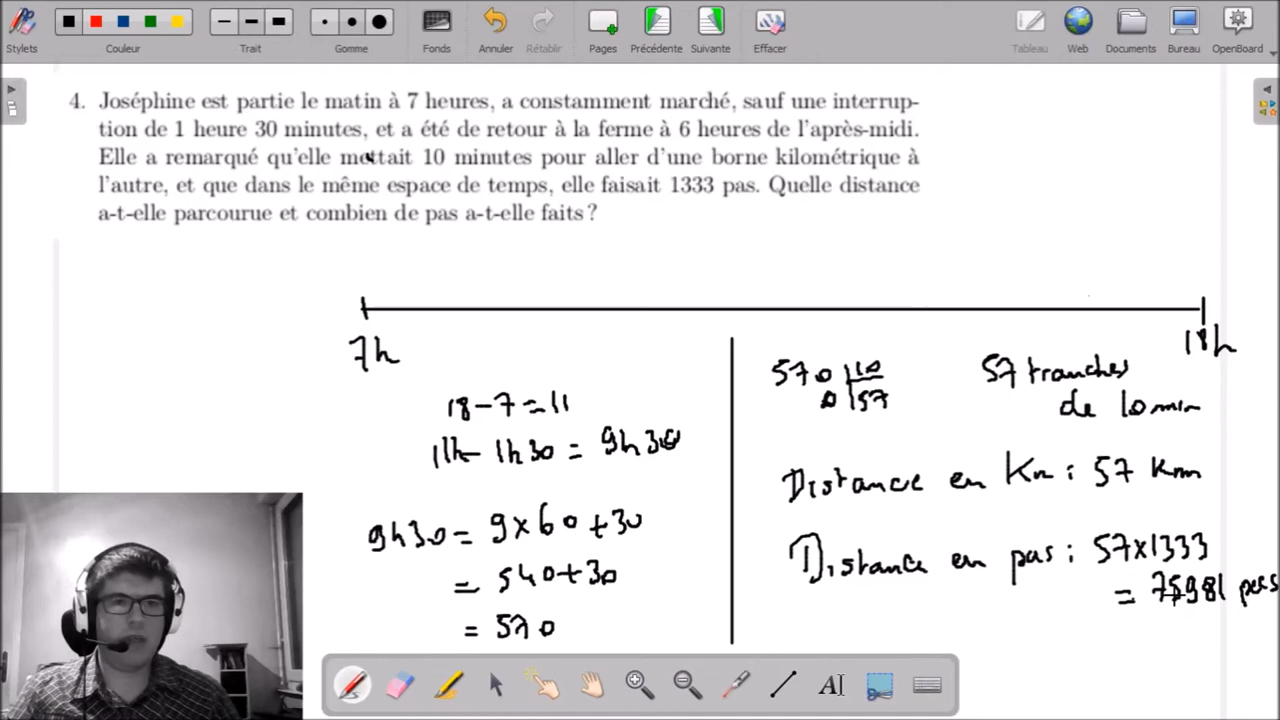 Stylets
Couleur
Trait
Gomme
Fonds
Annuler
Rétablir
Pages
Précédente
Suivante
Effacer
Tableau
Web
Documents
Bureau
OpenBoard
4. Joséphine est partie le matin à 7 heures, a constamment marché, sauf une interrup-
tion de 1 heure 30 minutes, et a été de retour à la ferme à 6 heures de l'après-midi.
Elle a remarqué qu'elle mettait 10 minutes pour aller d'une borne kilométrique à
l'autre, et que dans le même espace de temps, elle faisait 1333 pas. Quelle distance
a-t-elle parcourue et combien de pas a-t-elle faits ?
7h
18h
18-7=11
11h-1h30 = 9h30
9h30 = 9x60+30
= 540+30
= 570
570 10
0 57
57 tranches
de 10 min
Distance en Km : 57 km
Distance en pas : 57x1333
= 75981 pas
AI